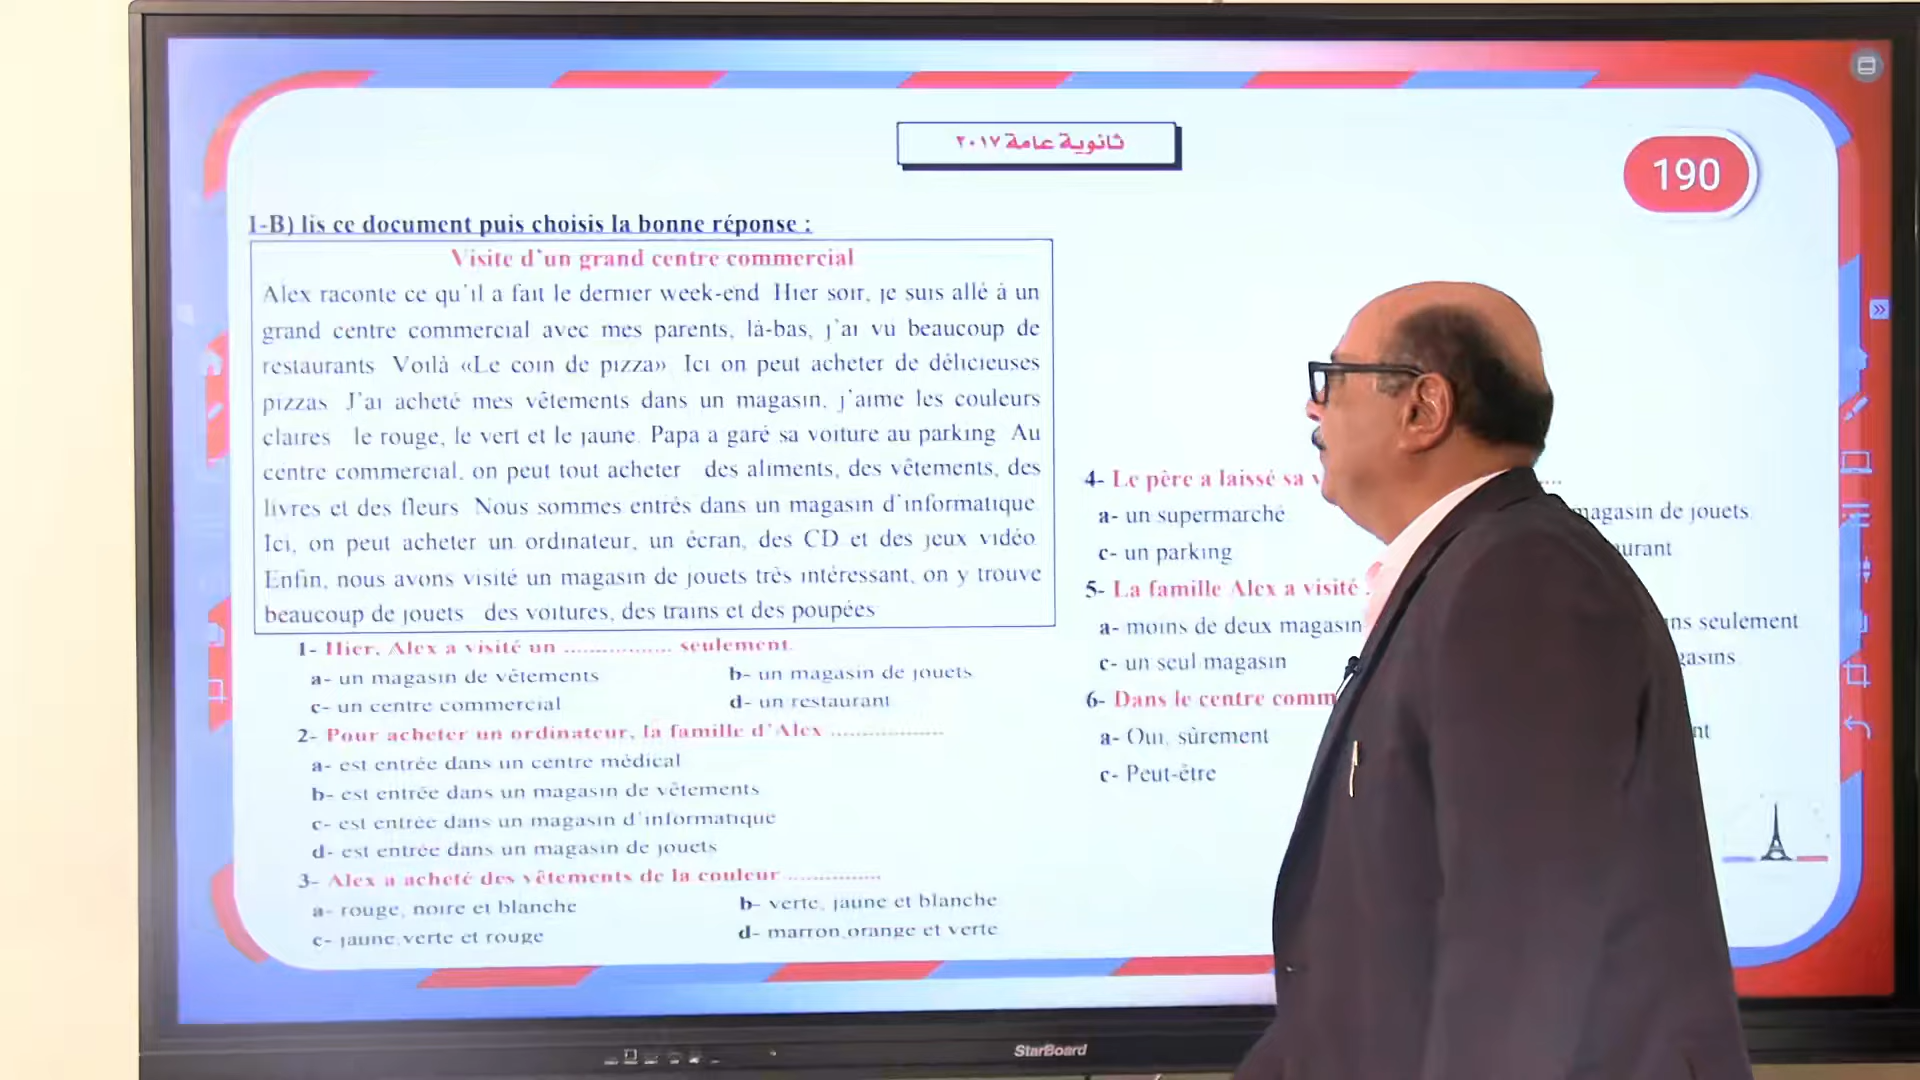 ثانوية عامة ٢٠١٧
190
I-B) lis ce document puis choisis la bonne réponse :
Visite d'un grand centre commercial
Alex raconte ce qu'il a fait le dernier week-end Hier soir, je suis allé à un
grand centre commercial avec mes parents, là-bas, j'ai vu beaucoup de
restaurants Voilà «Le coin de pizza» Ici on peut acheter de délicieuses
pizzas J'ai acheté mes vêtements dans un magasin, j'aime les couleurs
claires le rouge, le vert et le jaune. Papa a garé sa voiture au parking Au
centre commercial, on peut tout acheter des aliments, des vêtements, des
livres et des fleurs Nous sommes entrés dans un magasin d'informatique
Ici, on peut acheter un ordinateur, un écran, des CD et des jeux vidéo
Enfin, nous avons visité un magasin de jouets très intéressant, on y trouve
beaucoup de jouets des voitures, des trains et des poupées
1- Hier, Alex a visité un ................. seulement.
a- un magasin de vêtements b- un magasin de jouets
c- un centre commercial d- un restaurant
2- Pour acheter un ordinateur, la famille d'Alex .................
a- est entrée dans un centre médical
b- est entrée dans un magasin de vêtements
c- est entrée dans un magasin d'informatique
d- est entrée dans un magasin de jouets
3- Alex a acheté des vêtements de la couleur ..............
a- rouge, noire et blanche b- verte, jaune et blanche
c- jaune,verte et rouge d- marron,orange et verte
4- Le père a laissé sa
a- un supermarché magasin de jouets
c- un parking
5- La famille Alex a visité
a- moins de deux magasin seulement
c- un seul magasin
6- Dans le centre
a- Oui, sûrement
c- Peut-être
StarBoard